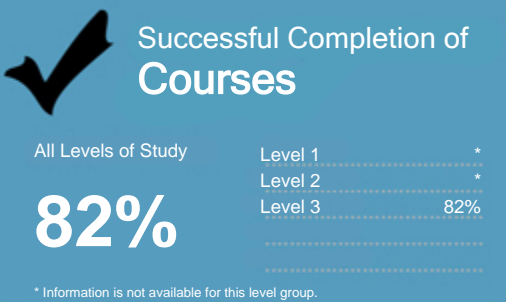 Successful Completion of
Courses
All Levels of Study
82%
Level 1 *
Level 2 *
Level 3 82%
* Information is not available for this level group.